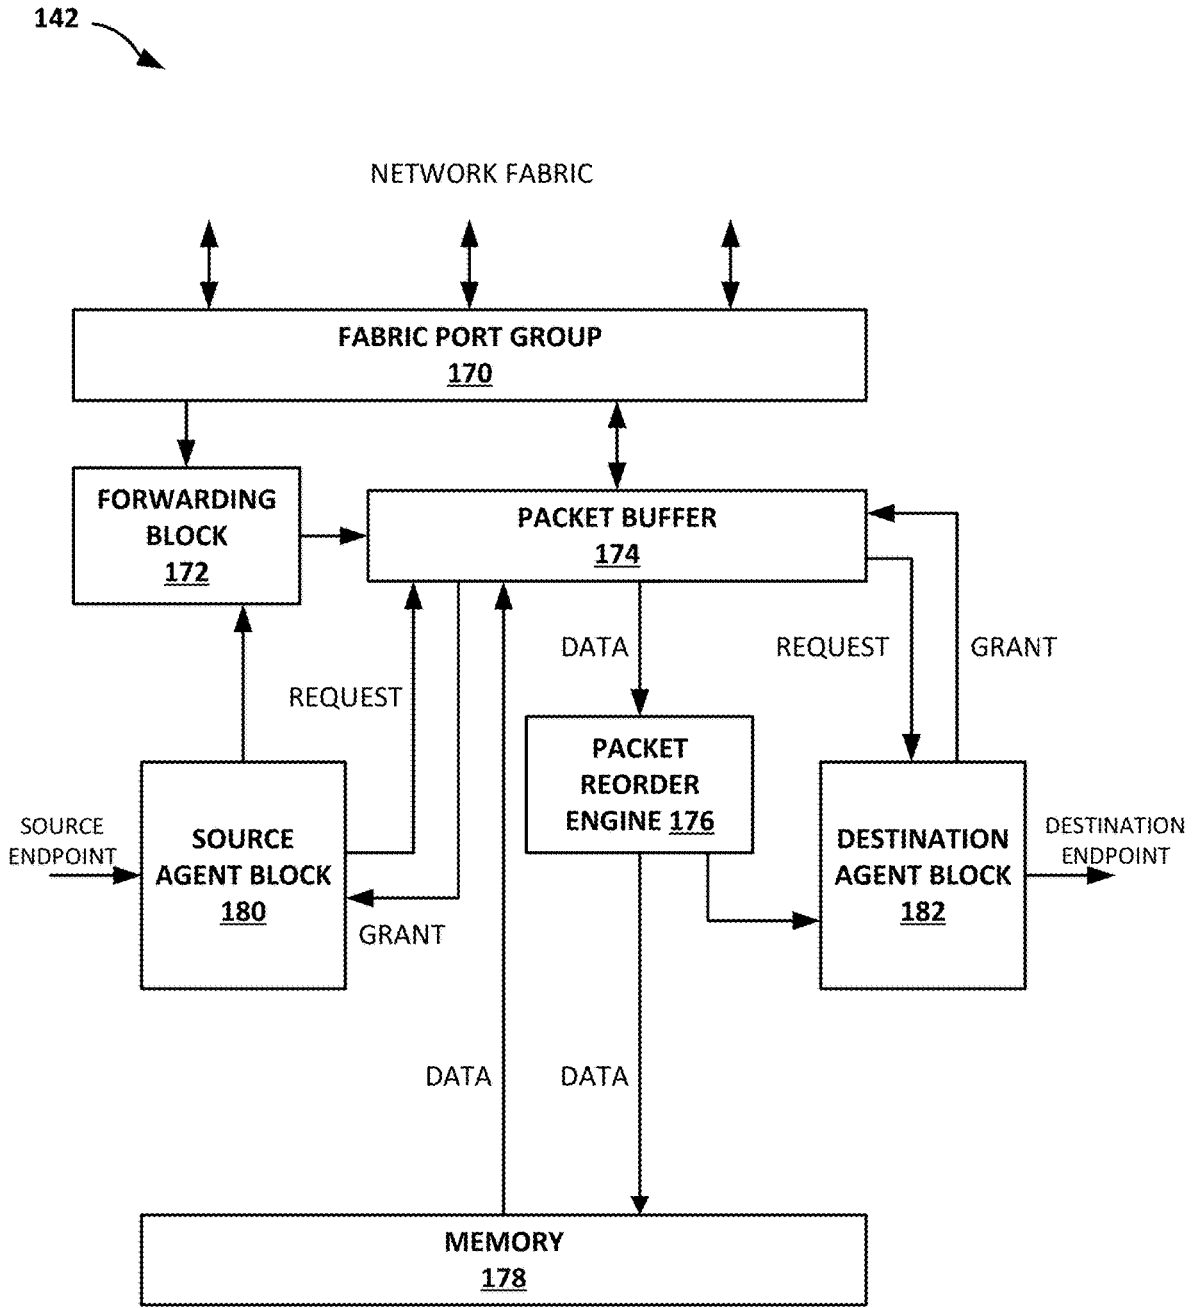 142
NETWORK FABRIC
FABRIC PORT GROUP
170
FORWARDING
BLOCK
172
PACKET BUFFER
174
DATA
REQUEST
GRANT
REQUEST
PACKET
REORDER
ENGINE 176
SOURCE
ENDPOINT
SOURCE
AGENT BLOCK
180
DESTINATION
AGENT BLOCK
182
DESTINATION
ENDPOINT
GRANT
DATA
DATA
MEMORY
178